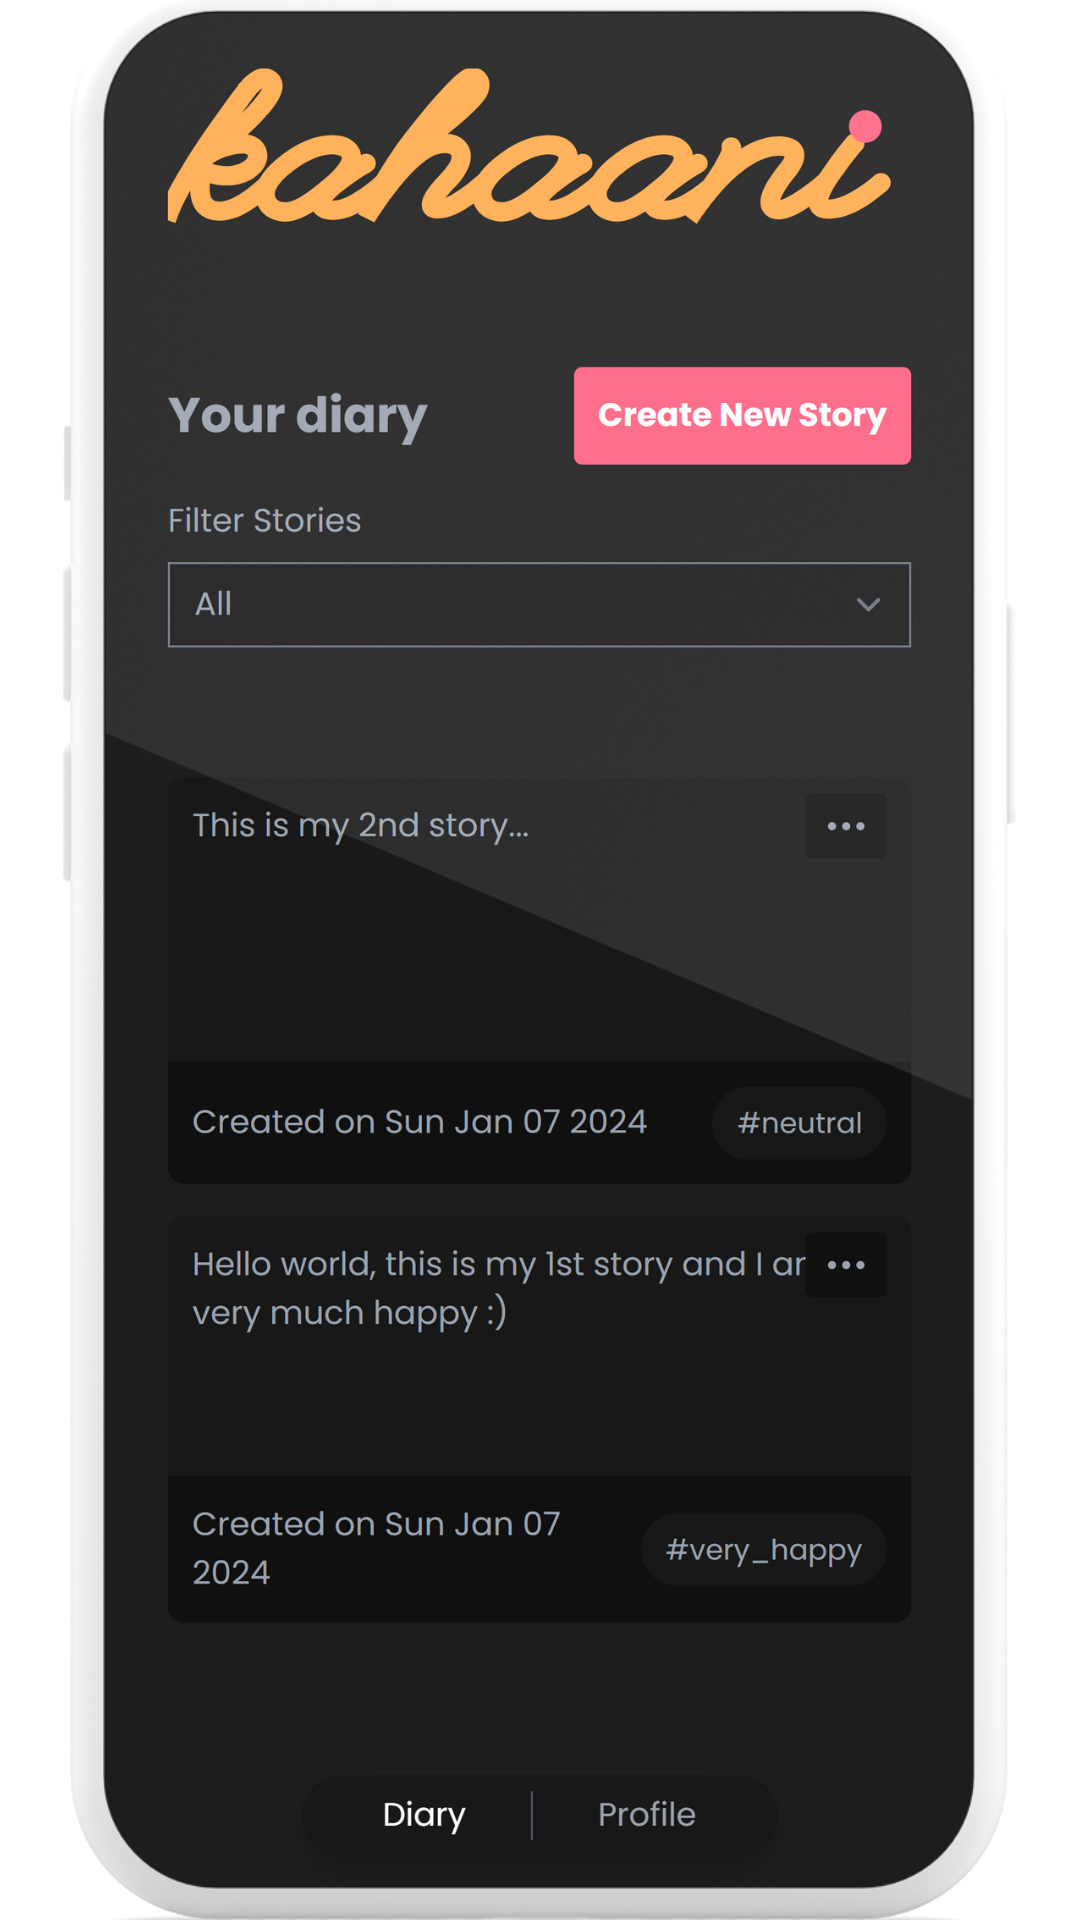 kahaani
Your diary
Create New Story
Filter Stories
All
This is my 2nd story...
Created on Sun Jan 07 2024
#neutral
Hello world, this is my 1st story and I
very much happy :)
Created on Sun Jan 07
2024
#very_happy
Diary
Profile